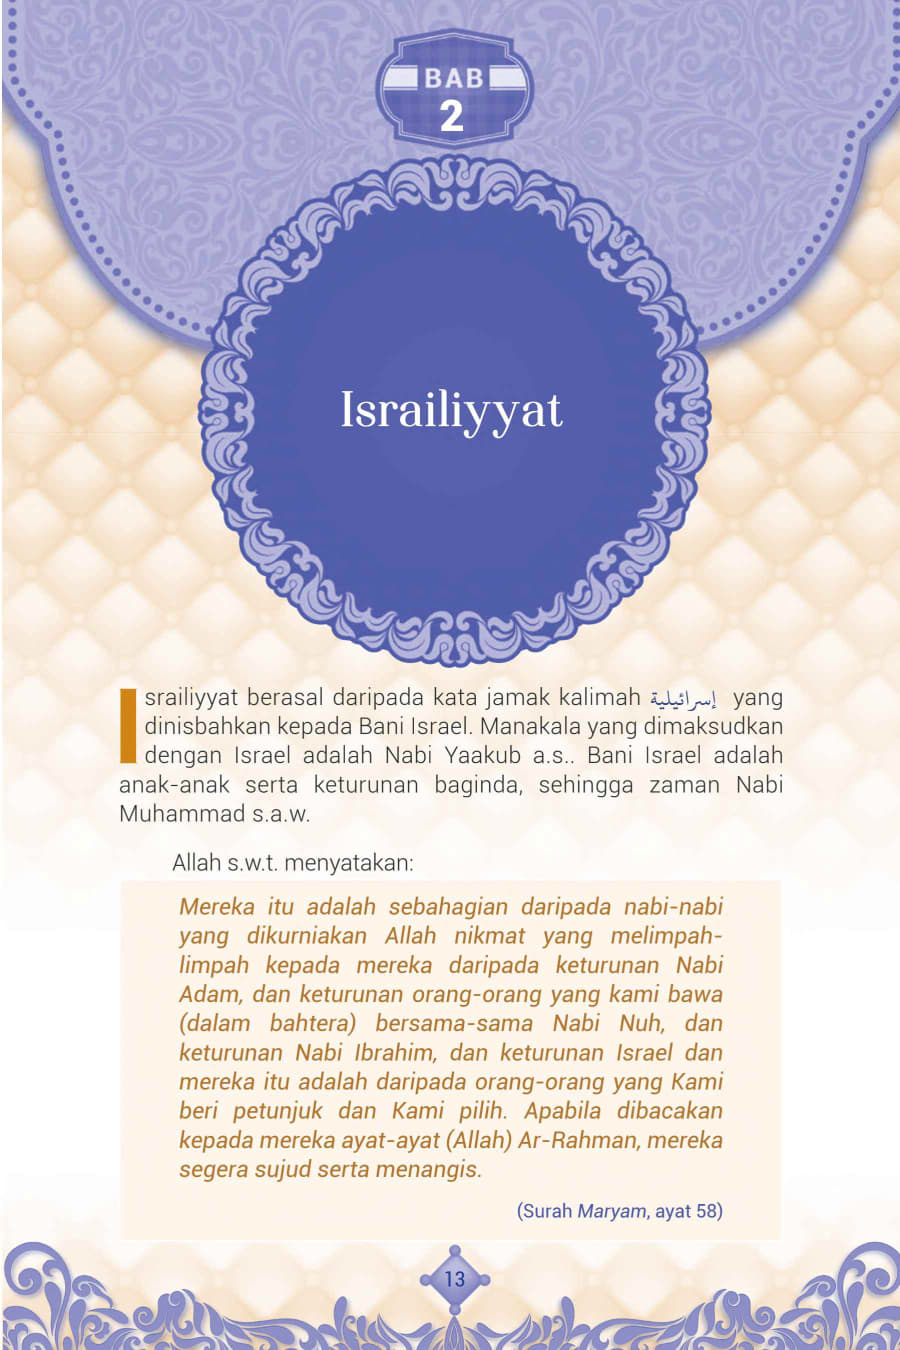 BAB
2
Israiliyyat
Israiliyyat berasal daripada kata jamak kalimah إسرائيلية yang
dinisbahkan kepada Bani Israel. Manakala yang dimaksudkan
dengan Israel adalah Nabi Yaakub a.s.. Bani Israel adalah
anak-anak serta keturunan baginda, sehingga zaman Nabi
Muhammad s.a.w.
Allah s.w.t. menyatakan:
Mereka itu adalah sebahagian daripada nabi-nabi
yang dikurniakan Allah nikmat yang melimpah-
limpah kepada mereka daripada keturunan Nabi
Adam, dan keturunan orang-orang yang kami bawa
(dalam bahtera) bersama-sama Nabi Nuh, dan
keturunan Nabi Ibrahim, dan keturunan Israel dan
mereka itu adalah daripada orang-orang yang Kami
beri petunjuk dan Kami pilih. Apabila dibacakan
kepada mereka ayat-ayat (Allah) Ar-Rahman, mereka
segera sujud serta menangis.
(Surah Maryam, ayat 58)
13